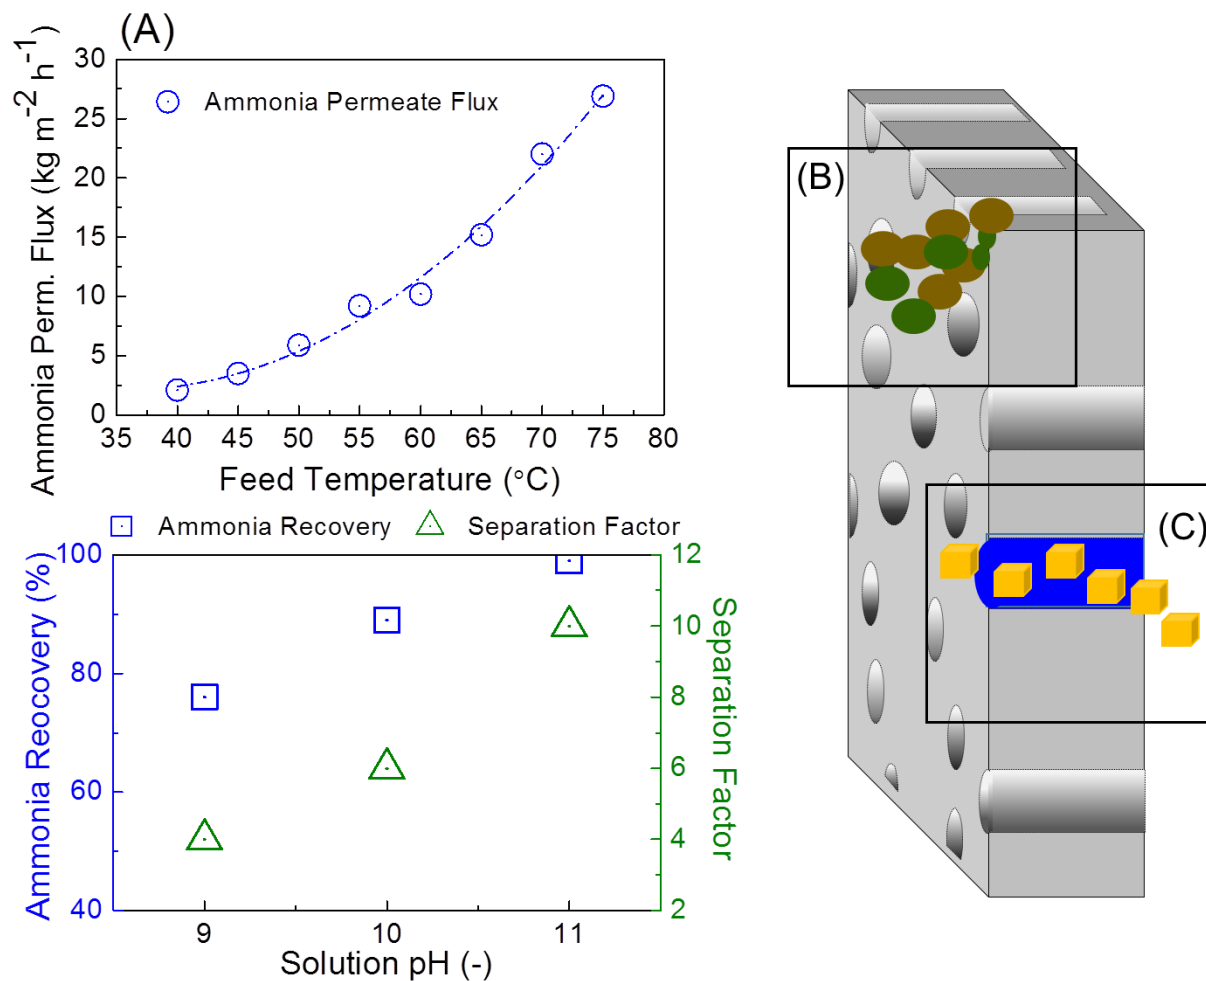 (A)
Ammonia Perm. Flux (kg m⁻² h⁻¹)
30
25
20
15
10
5
0
Ammonia Permeate Flux
35 40 45 50 55 60 65 70 75 80
Feed Temperature (°C)
Ammonia Recovery
Separation Factor
Ammonia Reocovery (%)
100
80
60
40
12
10
8
6
4
2
Separation Factor
9 10 11
Solution pH (-)
(B)
(C)